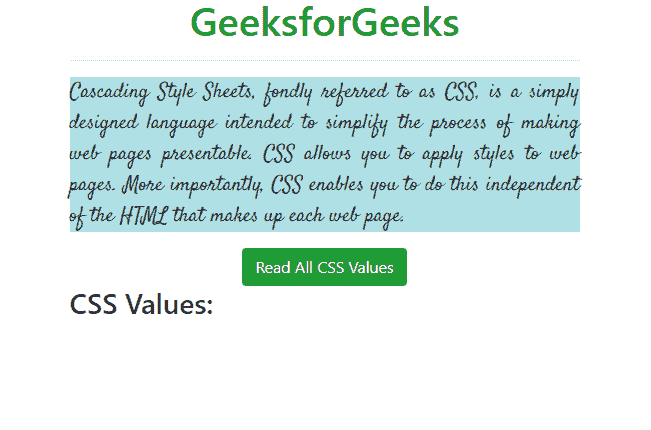 GeeksforGeeks
Cascading Style Sheets, fondly referred to as CSS, is a simply
designed language intended to simplify the process of making
web pages presentable. CSS allows you to apply styles to web
pages. More importantly, CSS enables you to do this independent
of the HTML that makes up each web page.
Read All CSS Values
CSS Values: